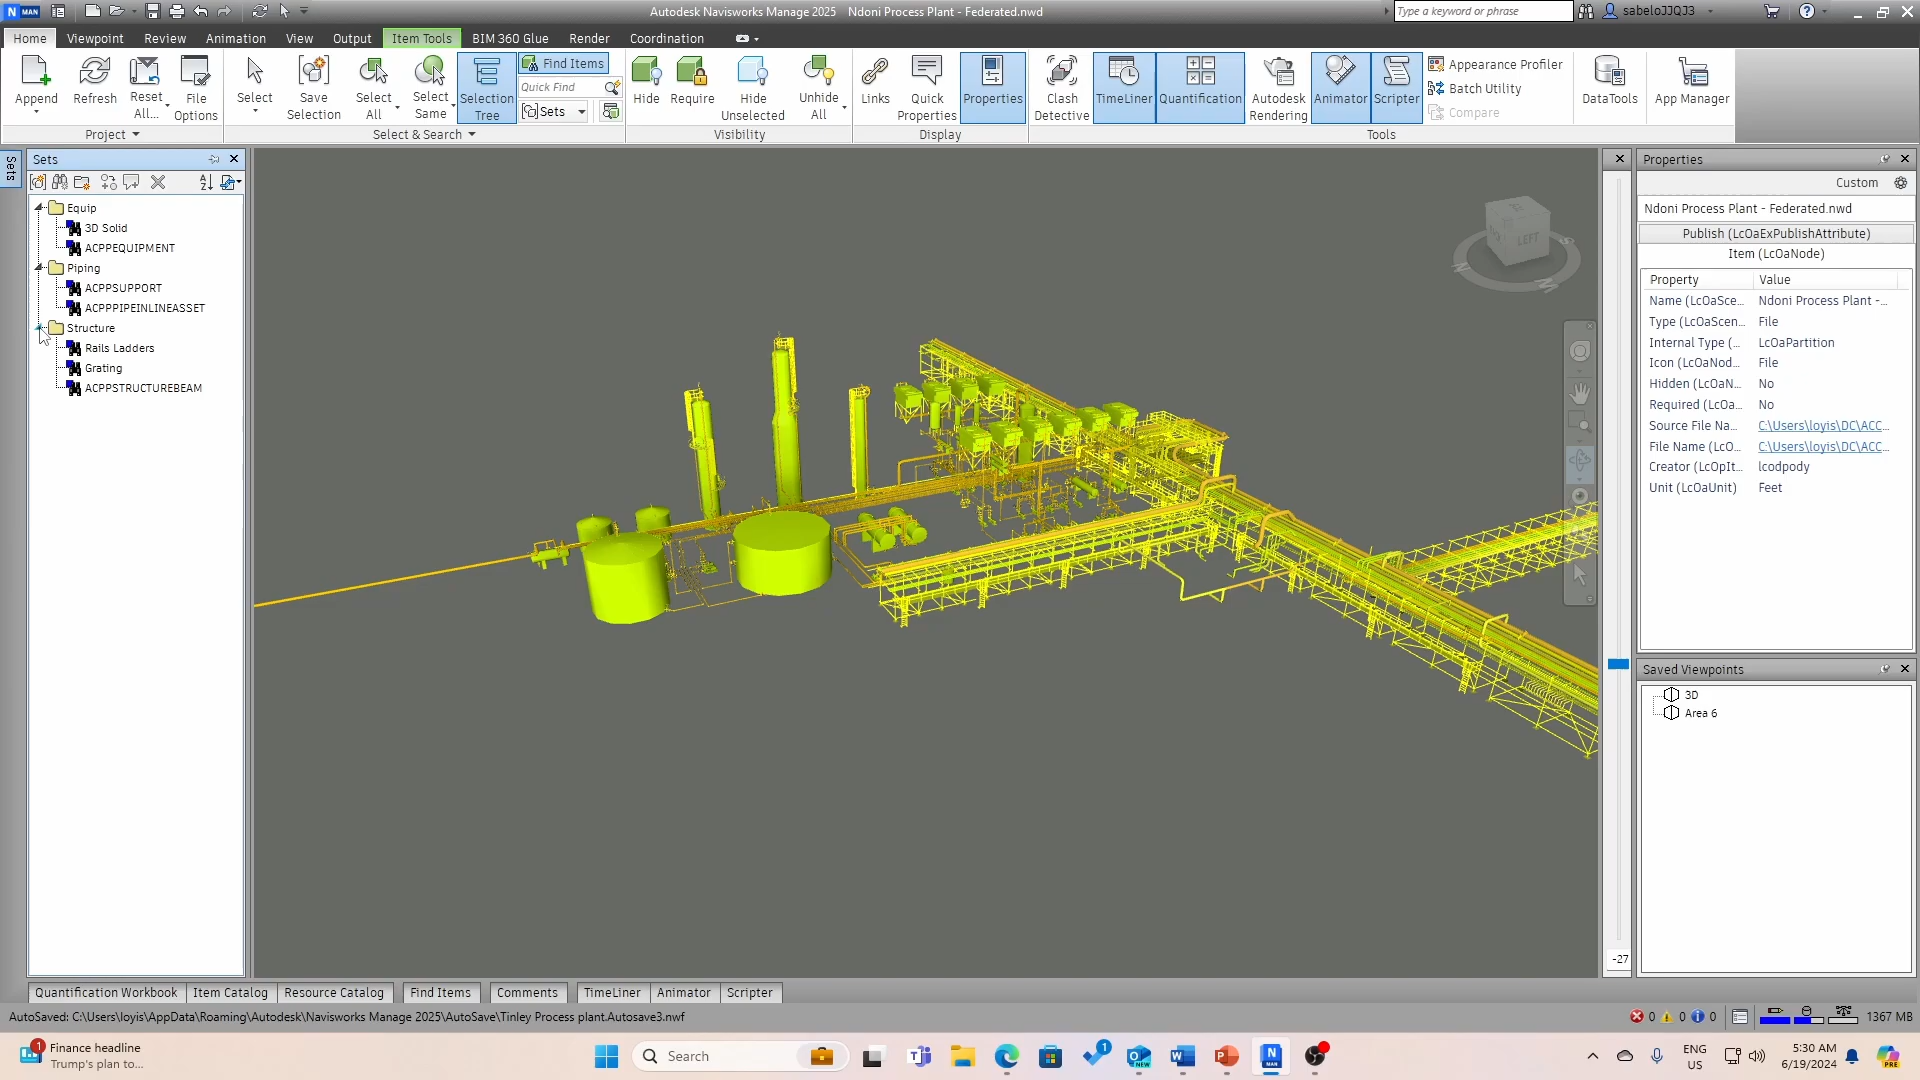 N MAN
Autodesk Navisworks Manage 2025 Ndoni Process Plant - Federated.nwd
Type a keyword or phrase
sabeloJJQJ3
Home Viewpoint Review Animation View Output Item Tools BIM 360 Glue Render Coordination
Append
Refresh
Reset All...
File Options
Select
Save Selection
Select All
Select Same
Selection Tree
Find Items
Quick Find
Sets
Hide
Require
Hide Unselected
Unhide All
Links
Quick Properties
Properties
Clash Detective
TimeLiner
Quantification
Autodesk Rendering
Animator
Scripter
Appearance Profiler
Batch Utility
Compare
DataTools
App Manager
Project
Select & Search
Visibility
Display
Tools
Sets
Sets
Equip
3D Solid
ACPPEQUIPMENT
Piping
ACPPSUPPORT
ACPPPIPEINLINEASSET
Structure
Rails Ladders
Grating
ACPPSTRUCTUREBEAM
LEFT
-27
Properties
Custom
Ndoni Process Plant - Federated.nwd
Publish (LcOaExPublishAttribute)
Item (LcOaNode)
Property Value
Name (LcOaSce... Ndoni Process Plant -...
Type (LcOaScen... File
Internal Type (... LcOaPartition
Icon (LcOaNod... File
Hidden (LcOaN... No
Required (LcOa... No
Source File Na... C:\Users\loyis\DC\ACC...
File Name (LcO... C:\Users\loyis\DC\ACC...
Creator (LcOpIt... lcodpody
Unit (LcOaUnit) Feet
Saved Viewpoints
3D
Area 6
Quantification Workbook Item Catalog Resource Catalog Find Items Comments TimeLiner Animator Scripter
AutoSaved: C:\Users\loyis\AppData\Roaming\Autodesk\Navisworks Manage 2025\AutoSave\Tinley Process plant.Autosave3.nwf
0 0 0 1367 MB
1
Finance headline
Trump's plan to...
Search
1
ENG
US
5:30 AM
6/19/2024